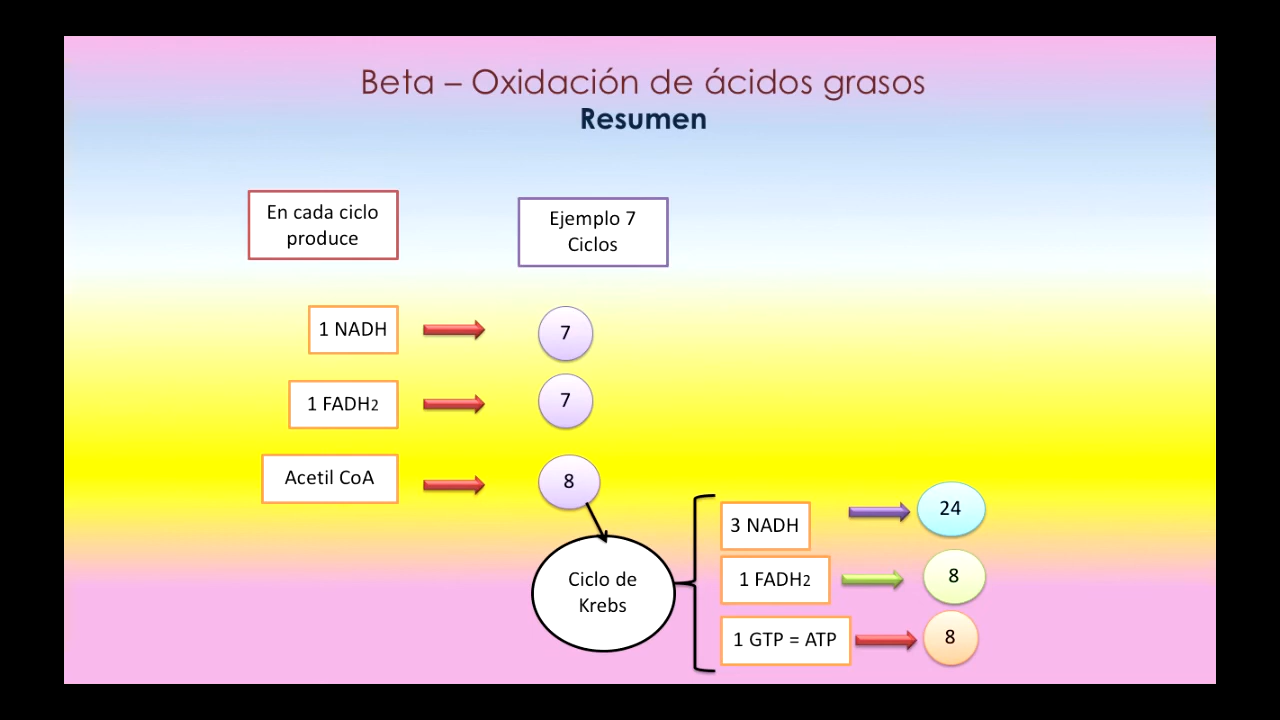 Beta – Oxidación de ácidos grasos
Resumen
En cada ciclo
produce
Ejemplo 7
Ciclos
1 NADH
7
1 FADH2
7
Acetil CoA
8
Ciclo de
Krebs
3 NADH
24
1 FADH2
8
1 GTP = ATP
8